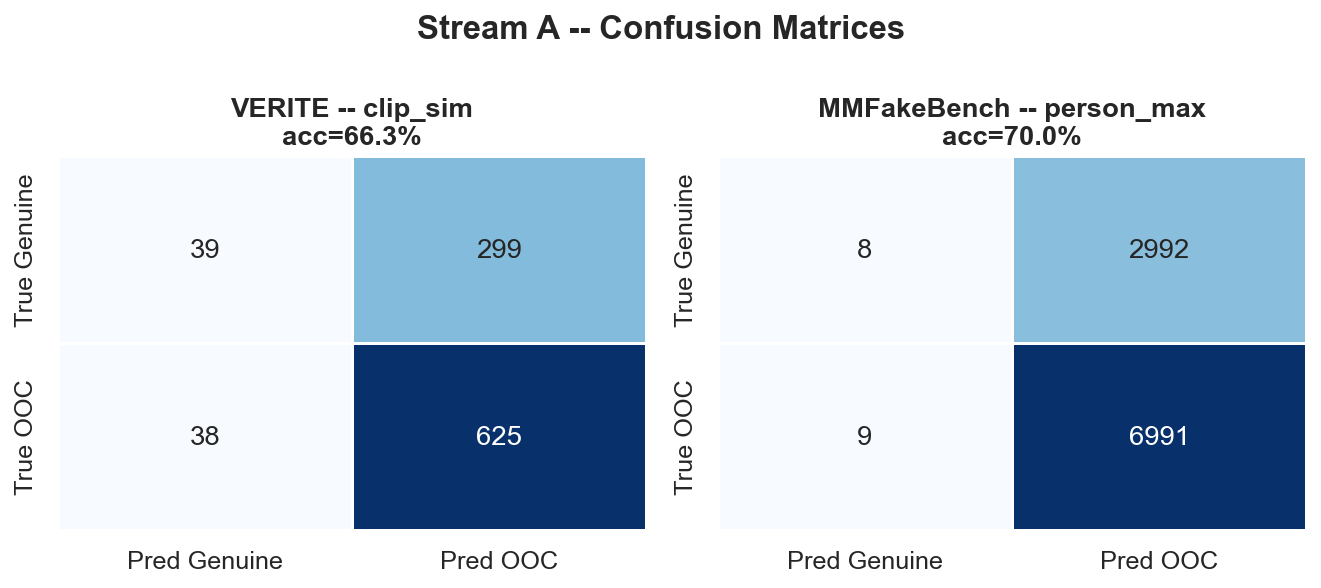 Stream A -- Confusion Matrices
VERITE -- clip_sim
acc=66.3%
True Genuine
39
299
True OOC
38
625
Pred Genuine
Pred OOC
MMFakeBench -- person_max
acc=70.0%
True Genuine
8
2992
True OOC
9
6991
Pred Genuine
Pred OOC